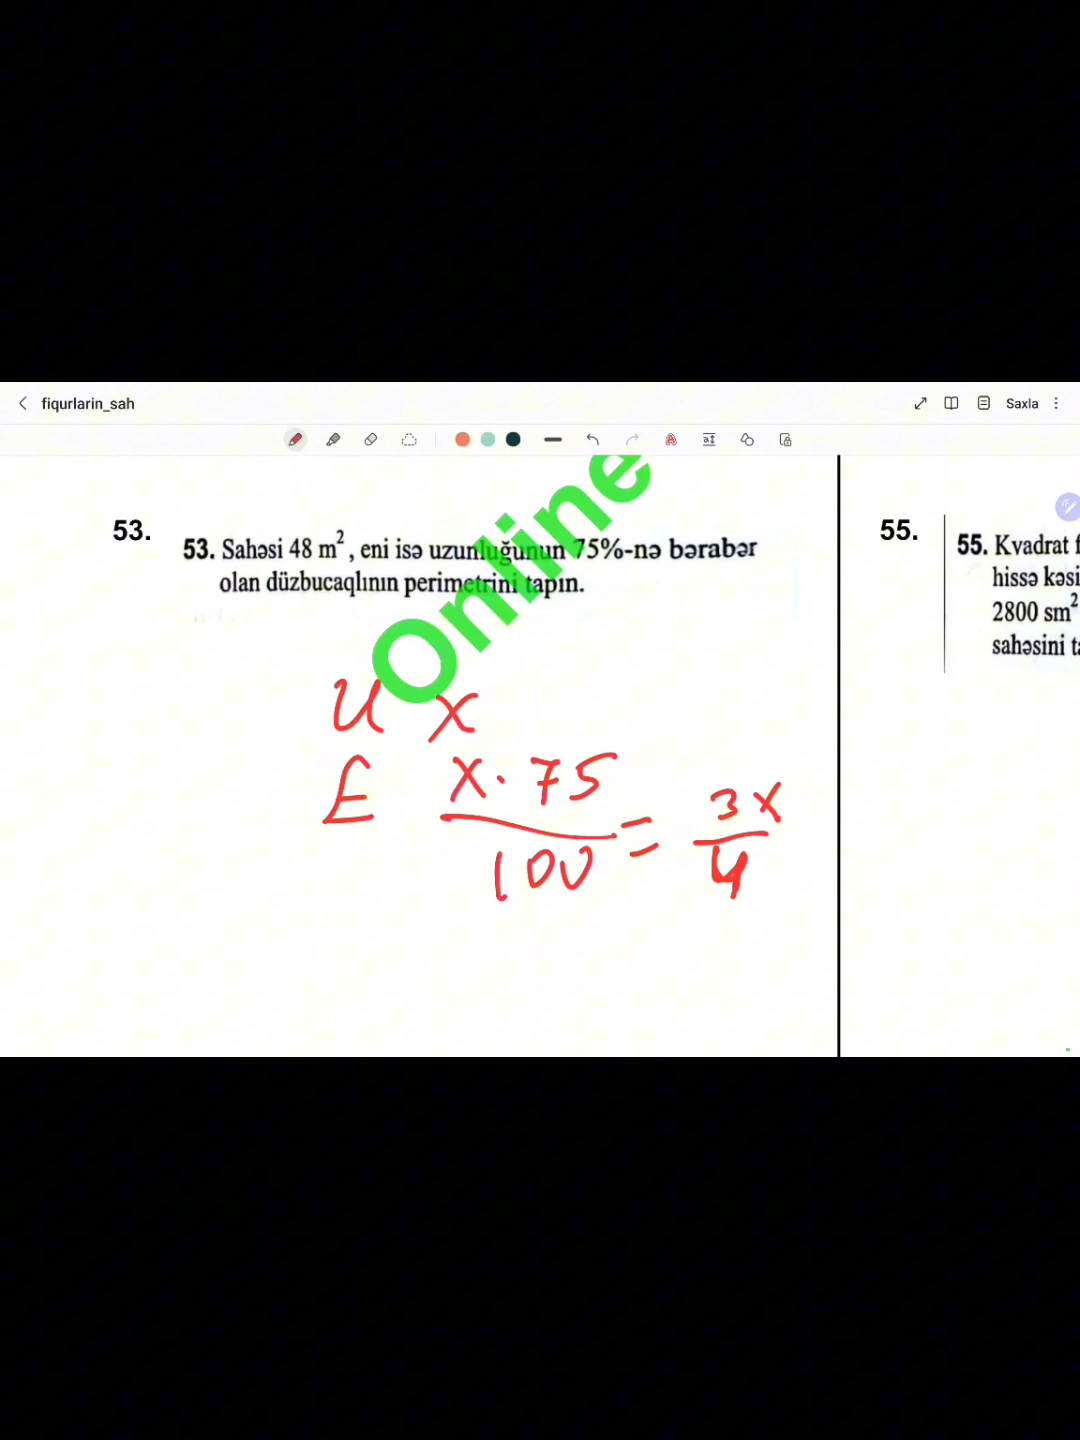 fiqurlarin_sah
Saxla
Online
53.
53. Sahəsi 48 m², eni isə uzunluğunun 75%-nə bərabər
olan düzbucaqlının perimetrini tapın.
U x
E x · 75 / 100 = 3x / 4
55.
55. Kvadrat f
hissə kəsi
2800 sm²
sahəsini ta